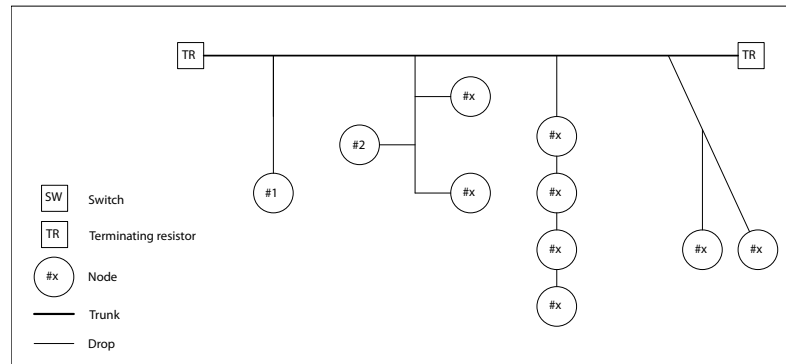 TR
TR
#x
#x
#2
#x
#1
#x
#x
#x
#x
#x
SW Switch
TR Terminating resistor
#x Node
Trunk
Drop